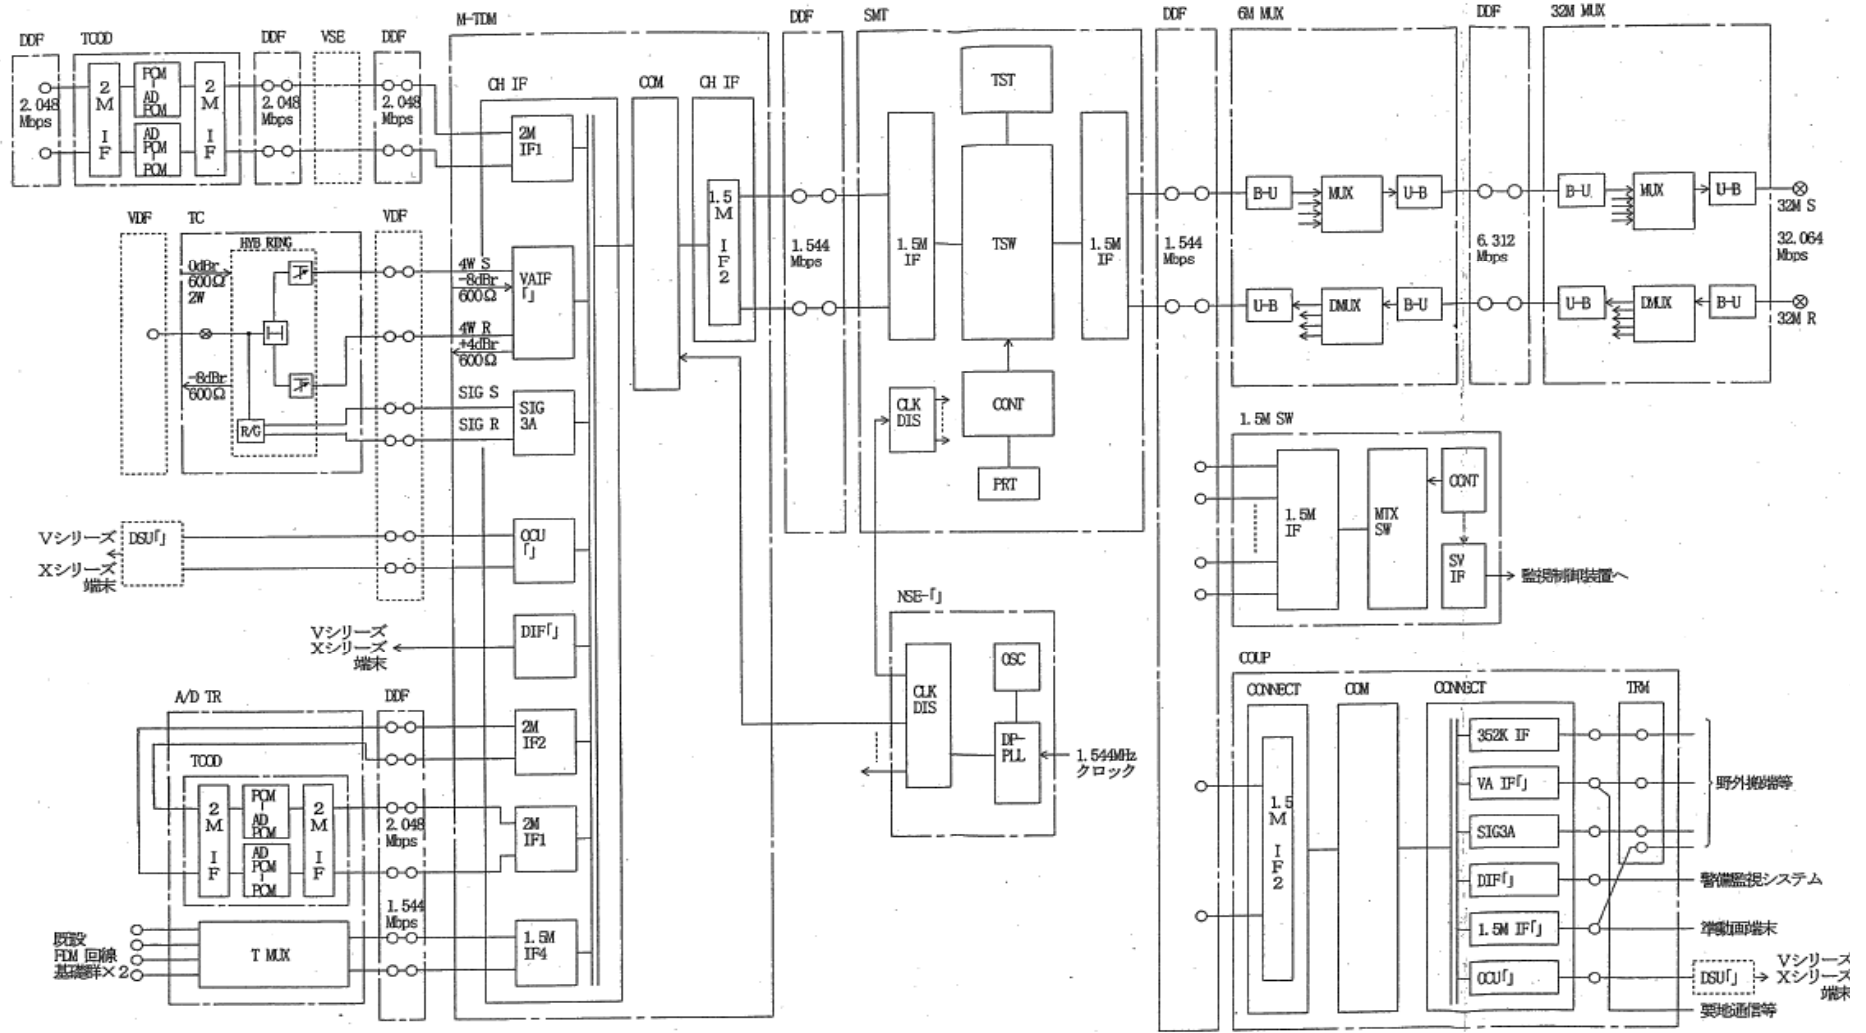 DDF
TCOD
DDF
VSE
DDF
M-TDM
DDF
SMT
DDF
6M MUX
DDF
32M MUX
2.048
Mbps
2
M
I
F
PCM
AD
PCM
AD
PCM
PCM
2
M
I
F
2.048
Mbps
2.048
Mbps
CH IF
COM
CH IF
2M
IF1
1.5
M
I
F
2
1.544
Mbps
TST
1.5M
IF
TSW
1.5M
IF
1.544
Mbps
B-U
MUX
U-B
U-B
DMUX
B-U
6.312
Mbps
B-U
MUX
U-B
32M S
32.064
Mbps
U-B
DMUX
B-U
32M R
CLK
DIS
CONT
PRT
VDF
TC
VDF
HYB RING
0dBr
600Ω
2W
-8dBr
600Ω
R/G
4W S
-8dBr
600Ω
4W R
+4dBr
600Ω
VAIF
「」
SIG S
SIG R
SIG
3A
Vシリーズ
Xシリーズ
端末
DSU「」
OCU
「」
Vシリーズ
Xシリーズ
端末
DIF「」
A/D TR
DDF
TCOD
2
M
I
F
PCM
AD
PCM
AD
PCM
PCM
2
M
I
F
2M
IF2
2.048
Mbps
2M
IF1
1.544
Mbps
既設
FDM 回線
基礎群×2
T MUX
1.5M
IF4
NSE-「」
CLK
DIS
OSC
DP-
PLL
1.544MHz
クロック
1.5M SW
1.5M
IF
MTX
SW
CONT
SV
IF
監視制御装置へ
COUP
CONNECT
COM
CONNECT
TRM
1.5
M
I
F
2
352K IF
VA IF「」
SIG3A
DIF「」
1.5M IF「」
OCU「」
野外搬端等
警備監視システム
準動画端末
DSU「」
Vシリーズ
Xシリーズ
端末
要地通信等